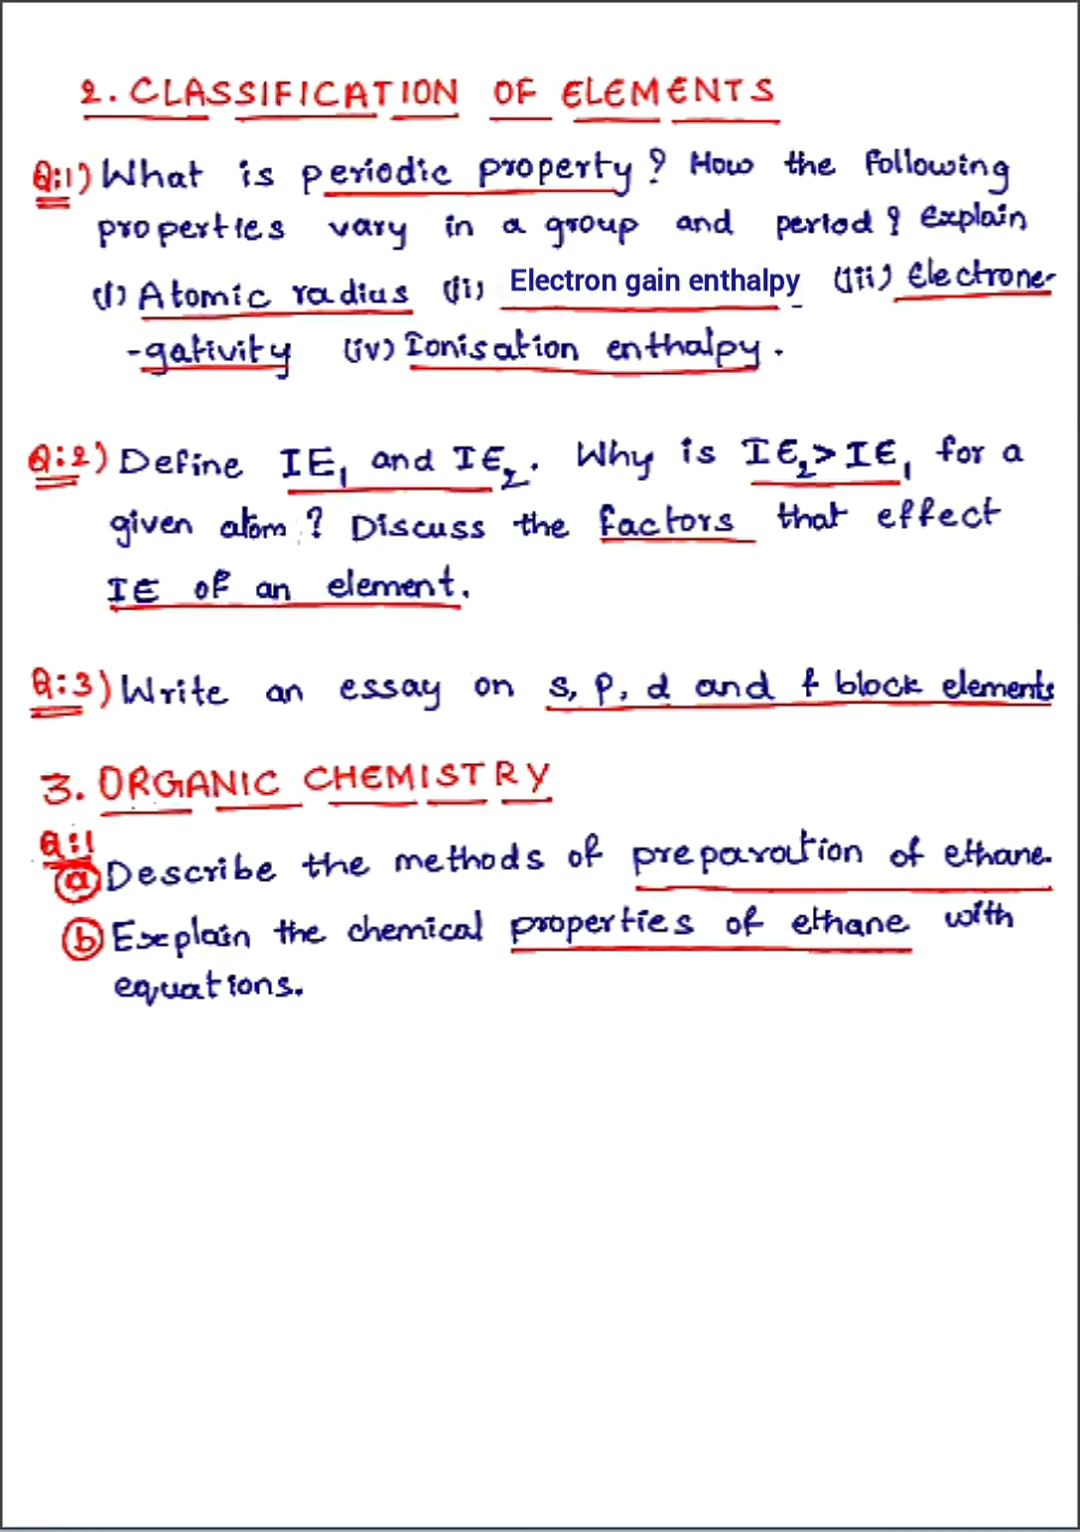 2. CLASSIFICATION OF ELEMENTS
Q:1) What is periodic property? How the following
properties vary in a group and period? Explain
(i) Atomic radius (ii) Electron gain enthalpy (iii) Electrone-
-gativity (iv) Ionisation enthalpy.
Q:2) Define IE₁ and IE₂. Why is IE₂>IE₁ for a
given atom? Discuss the factors that effect
IE of an element.
Q:3) Write an essay on s, p, d and f block elements
3. ORGANIC CHEMISTRY
Q:1
(a) Describe the methods of preparation of ethane.
(b) Explain the chemical properties of ethane with
equations.